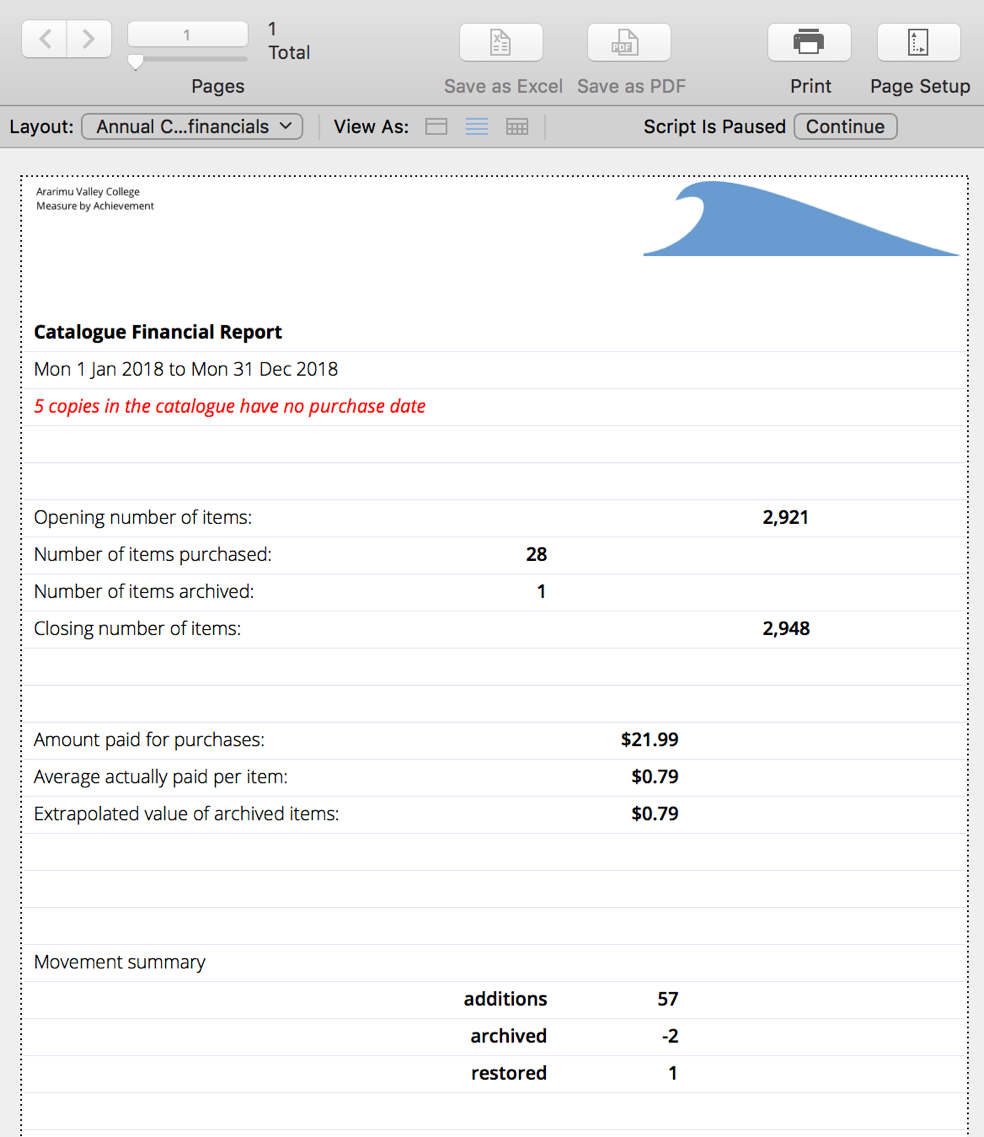 1
1
Total
Pages
Save as Excel
PDF
Save as PDF
Print
Page Setup
Layout: Annual C...financials View As: Script Is Paused Continue
Ararimu Valley College
Measure by Achievement
Catalogue Financial Report
Mon 1 Jan 2018 to Mon 31 Dec 2018
5 copies in the catalogue have no purchase date
Opening number of items: 2,921
Number of items purchased: 28
Number of items archived: 1
Closing number of items: 2,948
Amount paid for purchases: $21.99
Average actually paid per item: $0.79
Extrapolated value of archived items: $0.79
Movement summary
additions 57
archived -2
restored 1